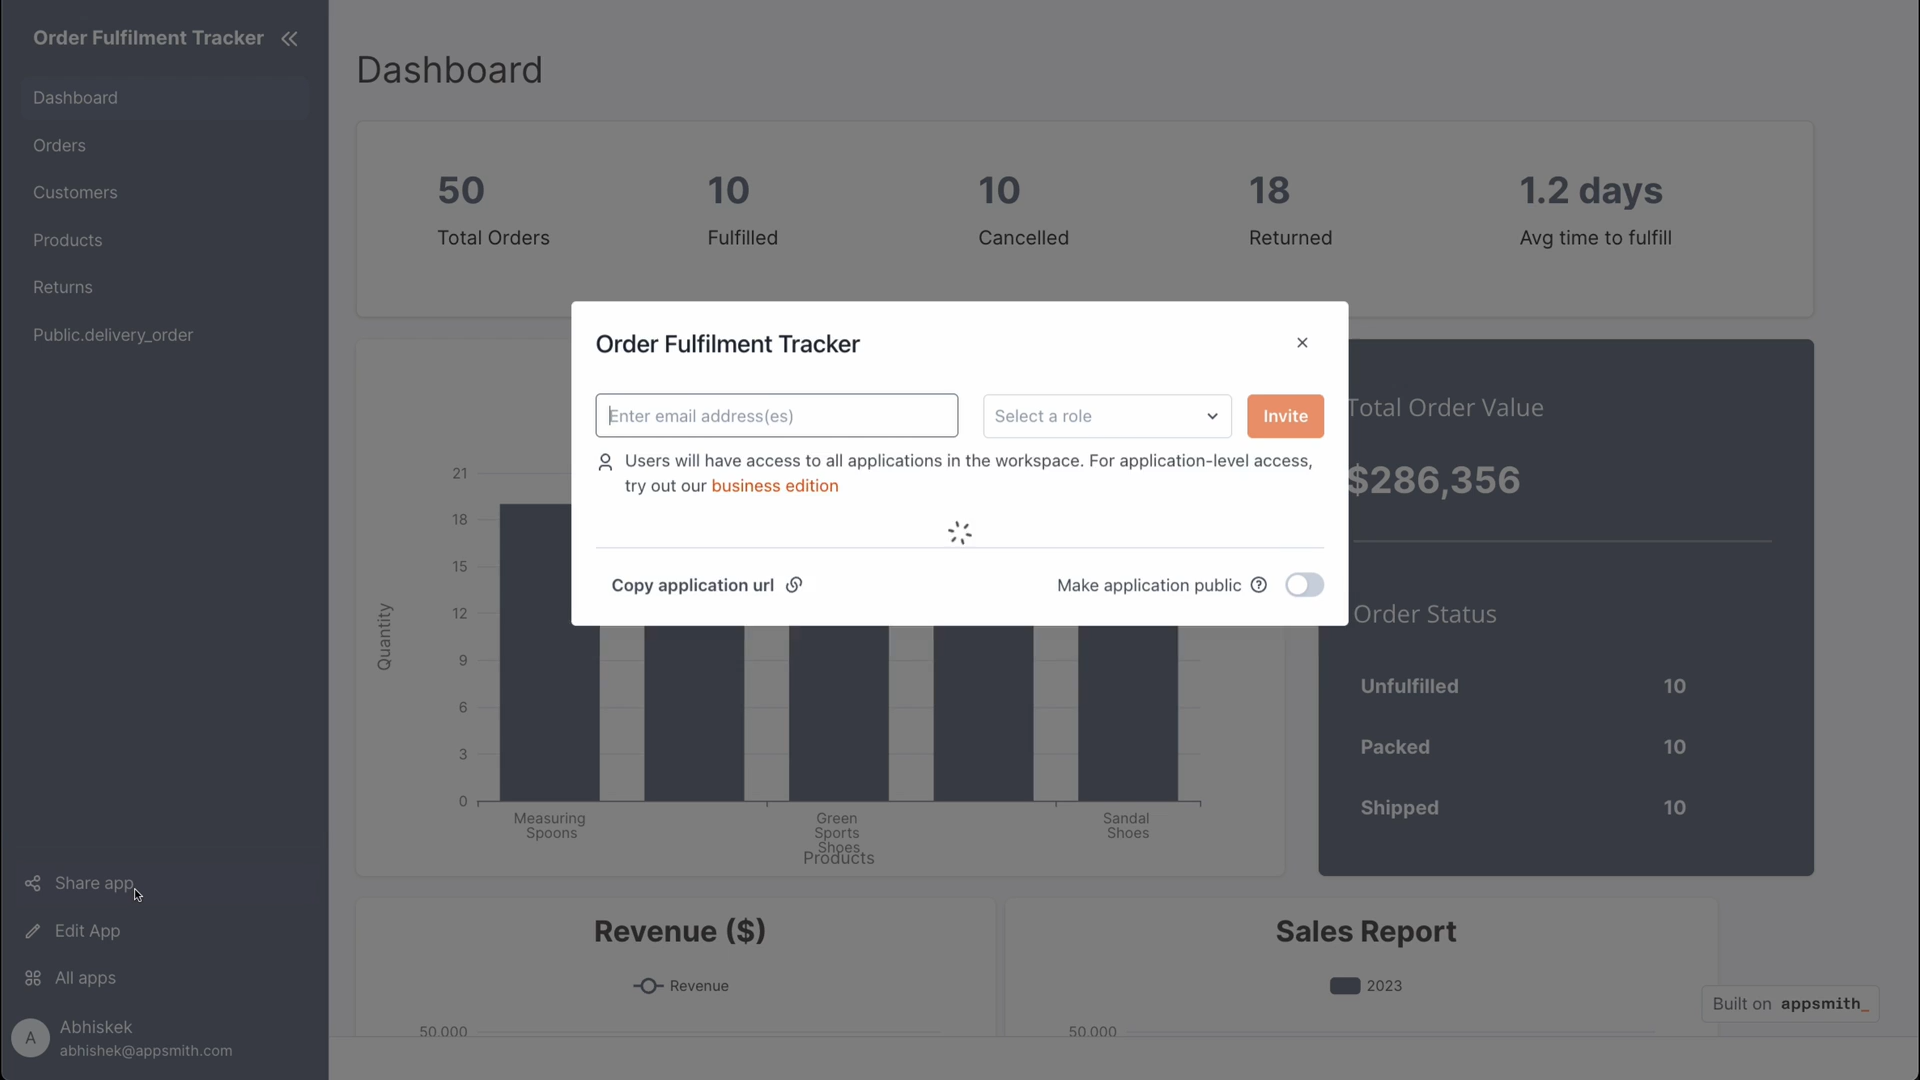 Order Fulfilment Tracker
Dashboard
Orders
Customers
Products
Returns
Public.delivery_order
Share app
Edit App
All apps
A
Abhiskek
abhishek@appsmith.com
Dashboard
50
Total Orders
10
Fulfilled
10
Cancelled
18
Returned
1.2 days
Avg time to fulfill
Order Fulfilment Tracker
Enter email address(es)
Select a role
Invite
Users will have access to all applications in the workspace. For application-level access,
try out our business edition
Copy application url
Make application public
21
18
15
12
9
6
3
0
Quantity
Measuring
Spoons
Green
Sports
Shoes
Sandal
Shoes
Products
Total Order Value
$286,356
Order Status
Unfulfilled 10
Packed 10
Shipped 10
Revenue ($)
Revenue
50,000
Sales Report
2023
50,000
Built on appsmith_